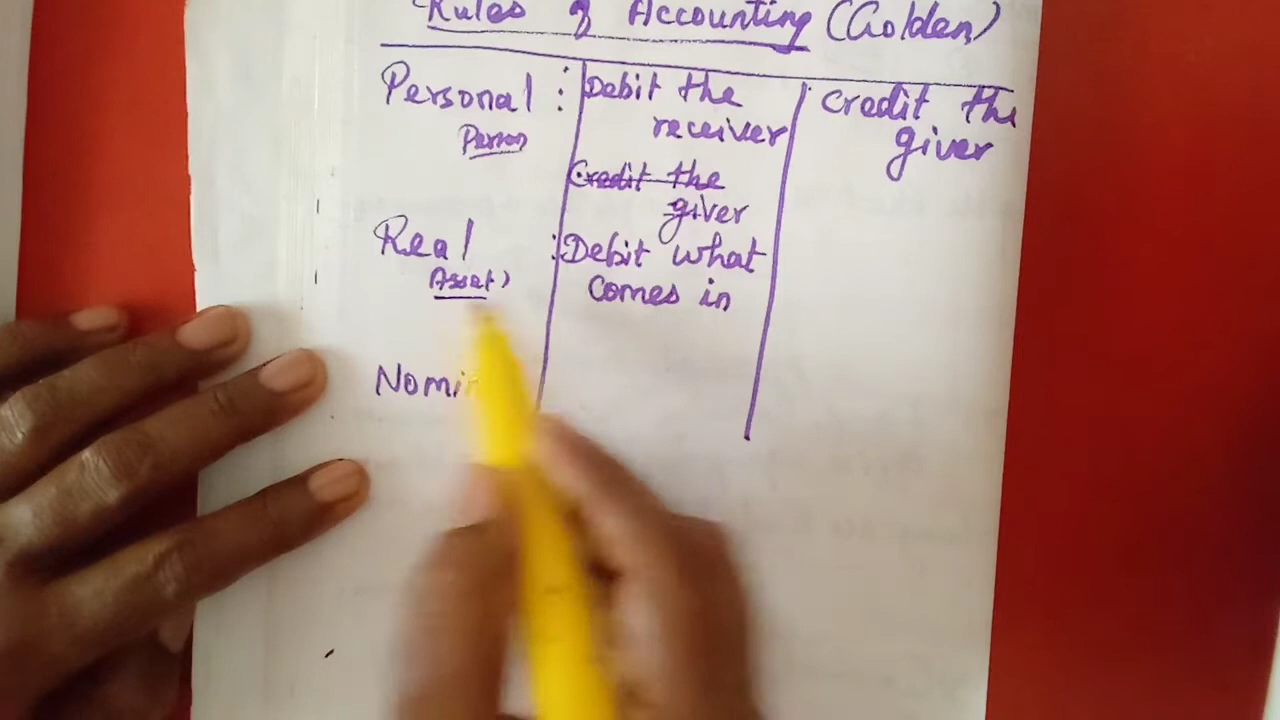 Rules of Accounting (Golden)
Personal : Debit the Credit the
Person receiver giver
Credit the
giver
Real : Debit what
Asset) comes in